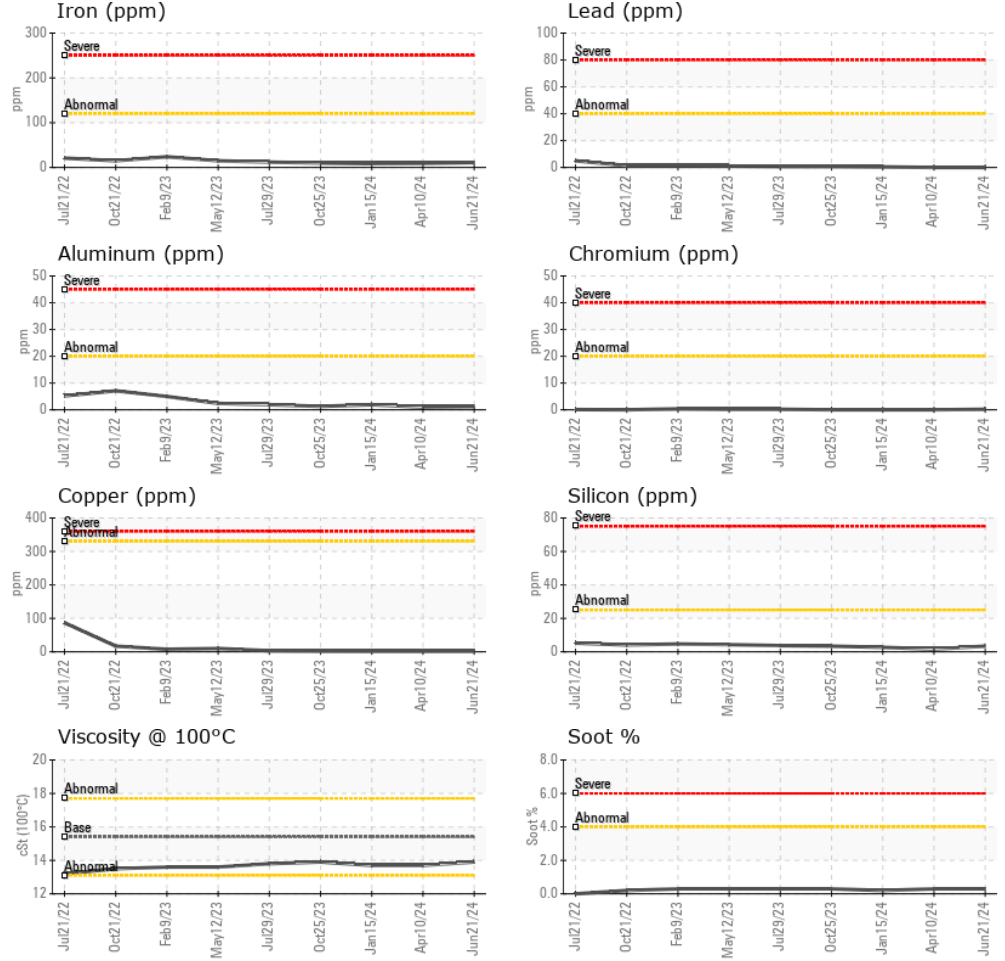 Iron (ppm)
300
200
100
0
ppm
Severe
Abnormal
Jul21/22
Oct21/22
Feb9/23
May12/23
Jul29/23
Oct25/23
Jan15/24
Apr10/24
Jun21/24
Lead (ppm)
100
80
60
40
20
0
ppm
Severe
Abnormal
Jul21/22
Oct21/22
Feb9/23
May12/23
Jul29/23
Oct25/23
Jan15/24
Apr10/24
Jun21/24
Aluminum (ppm)
50
40
30
20
10
0
ppm
Severe
Abnormal
Jul21/22
Oct21/22
Feb9/23
May12/23
Jul29/23
Oct25/23
Jan15/24
Apr10/24
Jun21/24
Chromium (ppm)
50
40
30
20
10
0
ppm
Severe
Abnormal
Jul21/22
Oct21/22
Feb9/23
May12/23
Jul29/23
Oct25/23
Jan15/24
Apr10/24
Jun21/24
Copper (ppm)
400
300
200
100
0
ppm
Severe
Abnormal
Jul21/22
Oct21/22
Feb9/23
May12/23
Jul29/23
Oct25/23
Jan15/24
Apr10/24
Jun21/24
Silicon (ppm)
80
60
40
20
0
ppm
Severe
Abnormal
Jul21/22
Oct21/22
Feb9/23
May12/23
Jul29/23
Oct25/23
Jan15/24
Apr10/24
Jun21/24
Viscosity @ 100°C
20
18
16
14
12
cSt (100°C)
Abnormal
Base
Abnormal
Jul21/22
Oct21/22
Feb9/23
May12/23
Jul29/23
Oct25/23
Jan15/24
Apr10/24
Jun21/24
Soot %
8.0
6.0
4.0
2.0
0.0
Soot %
Severe
Abnormal
Jul21/22
Oct21/22
Feb9/23
May12/23
Jul29/23
Oct25/23
Jan15/24
Apr10/24
Jun21/24